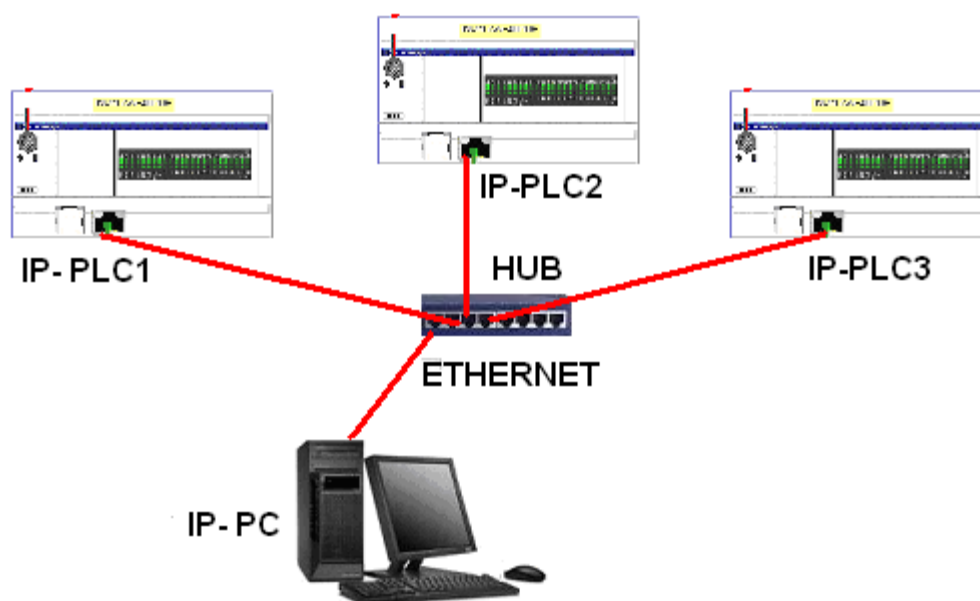 IP-PLC2
IP- PLC1
HUB
IP-PLC3
ETHERNET
IP- PC